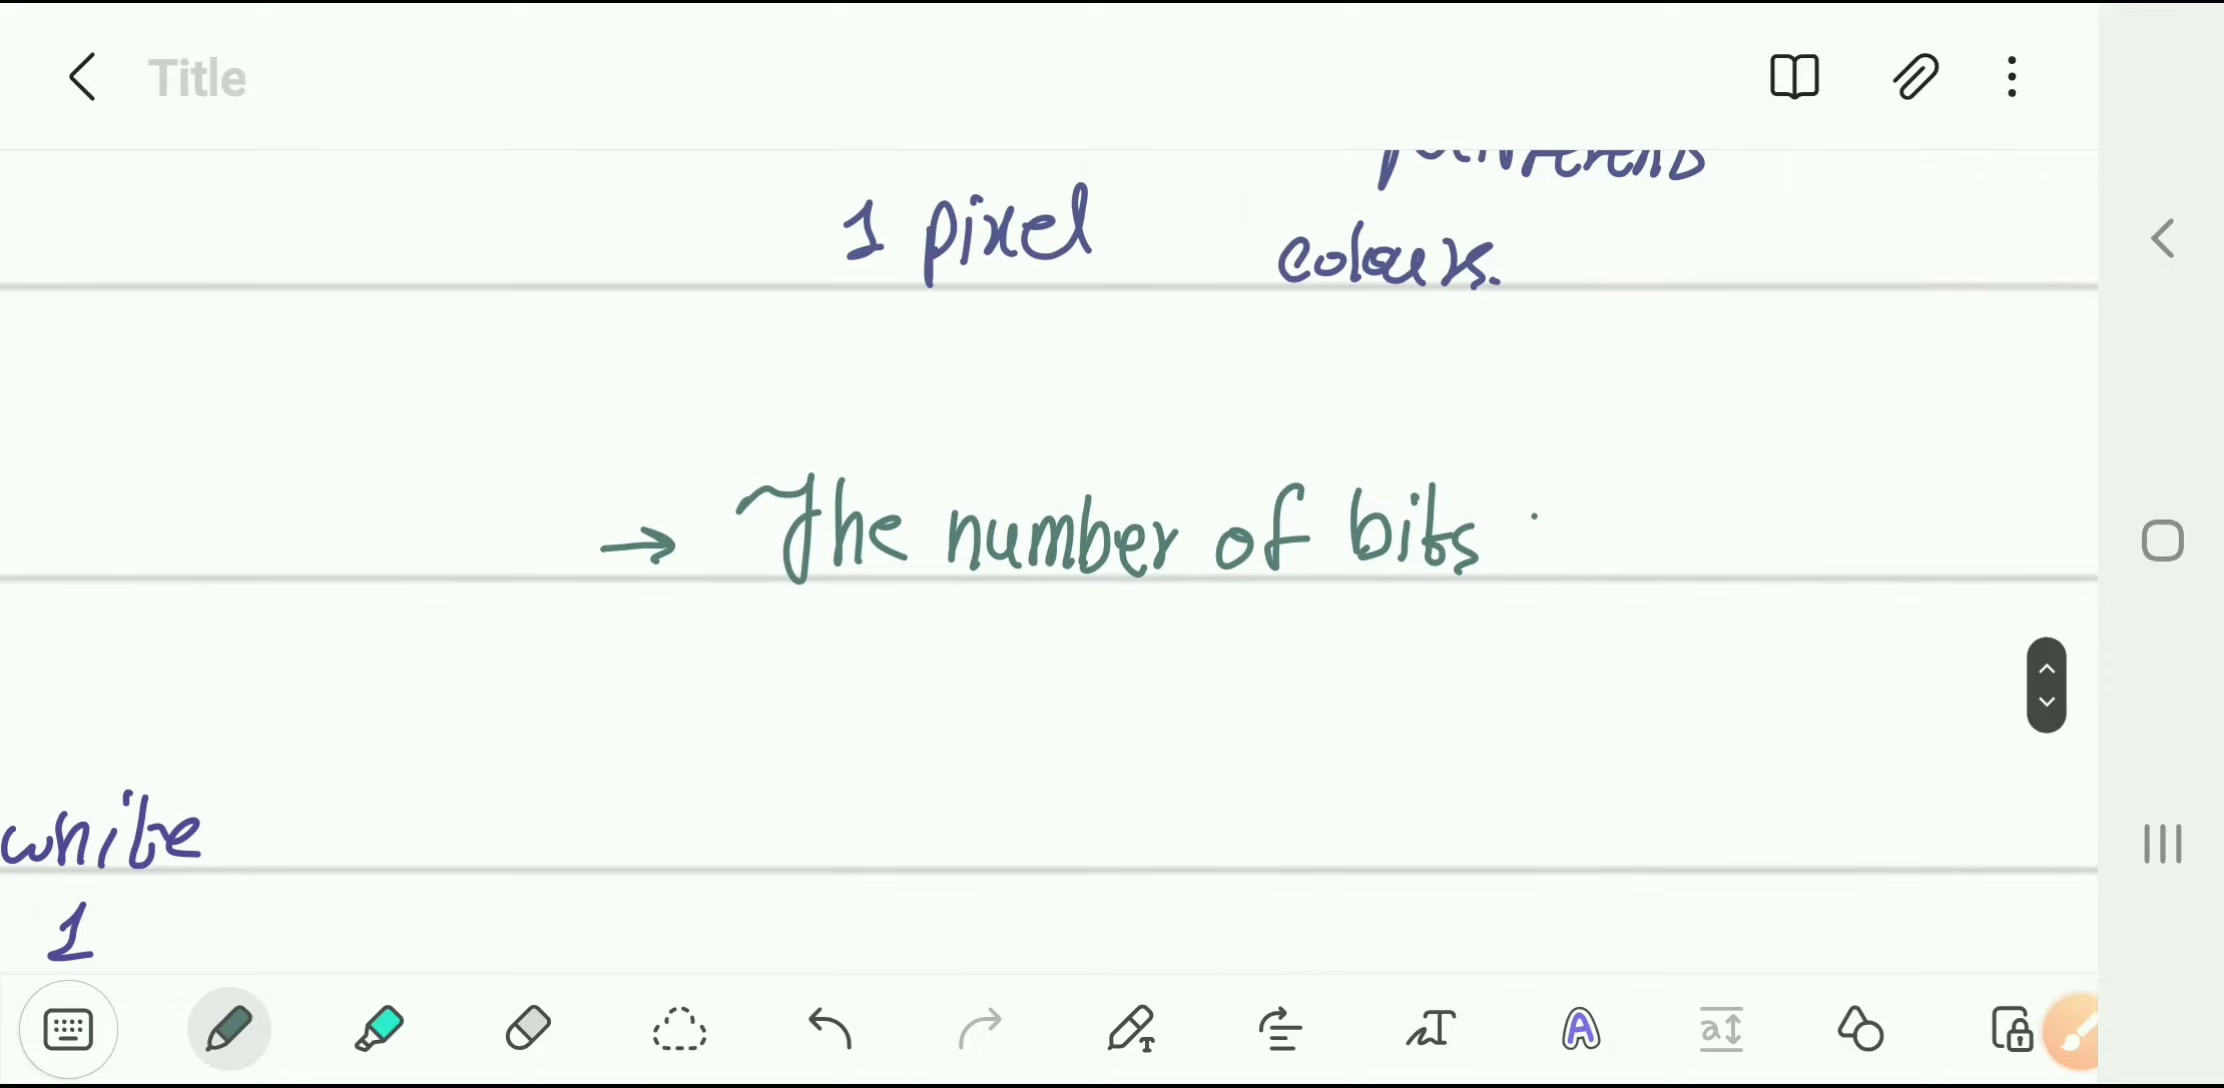 Title
1 pixel
colours.
→ The number of bits
white
1